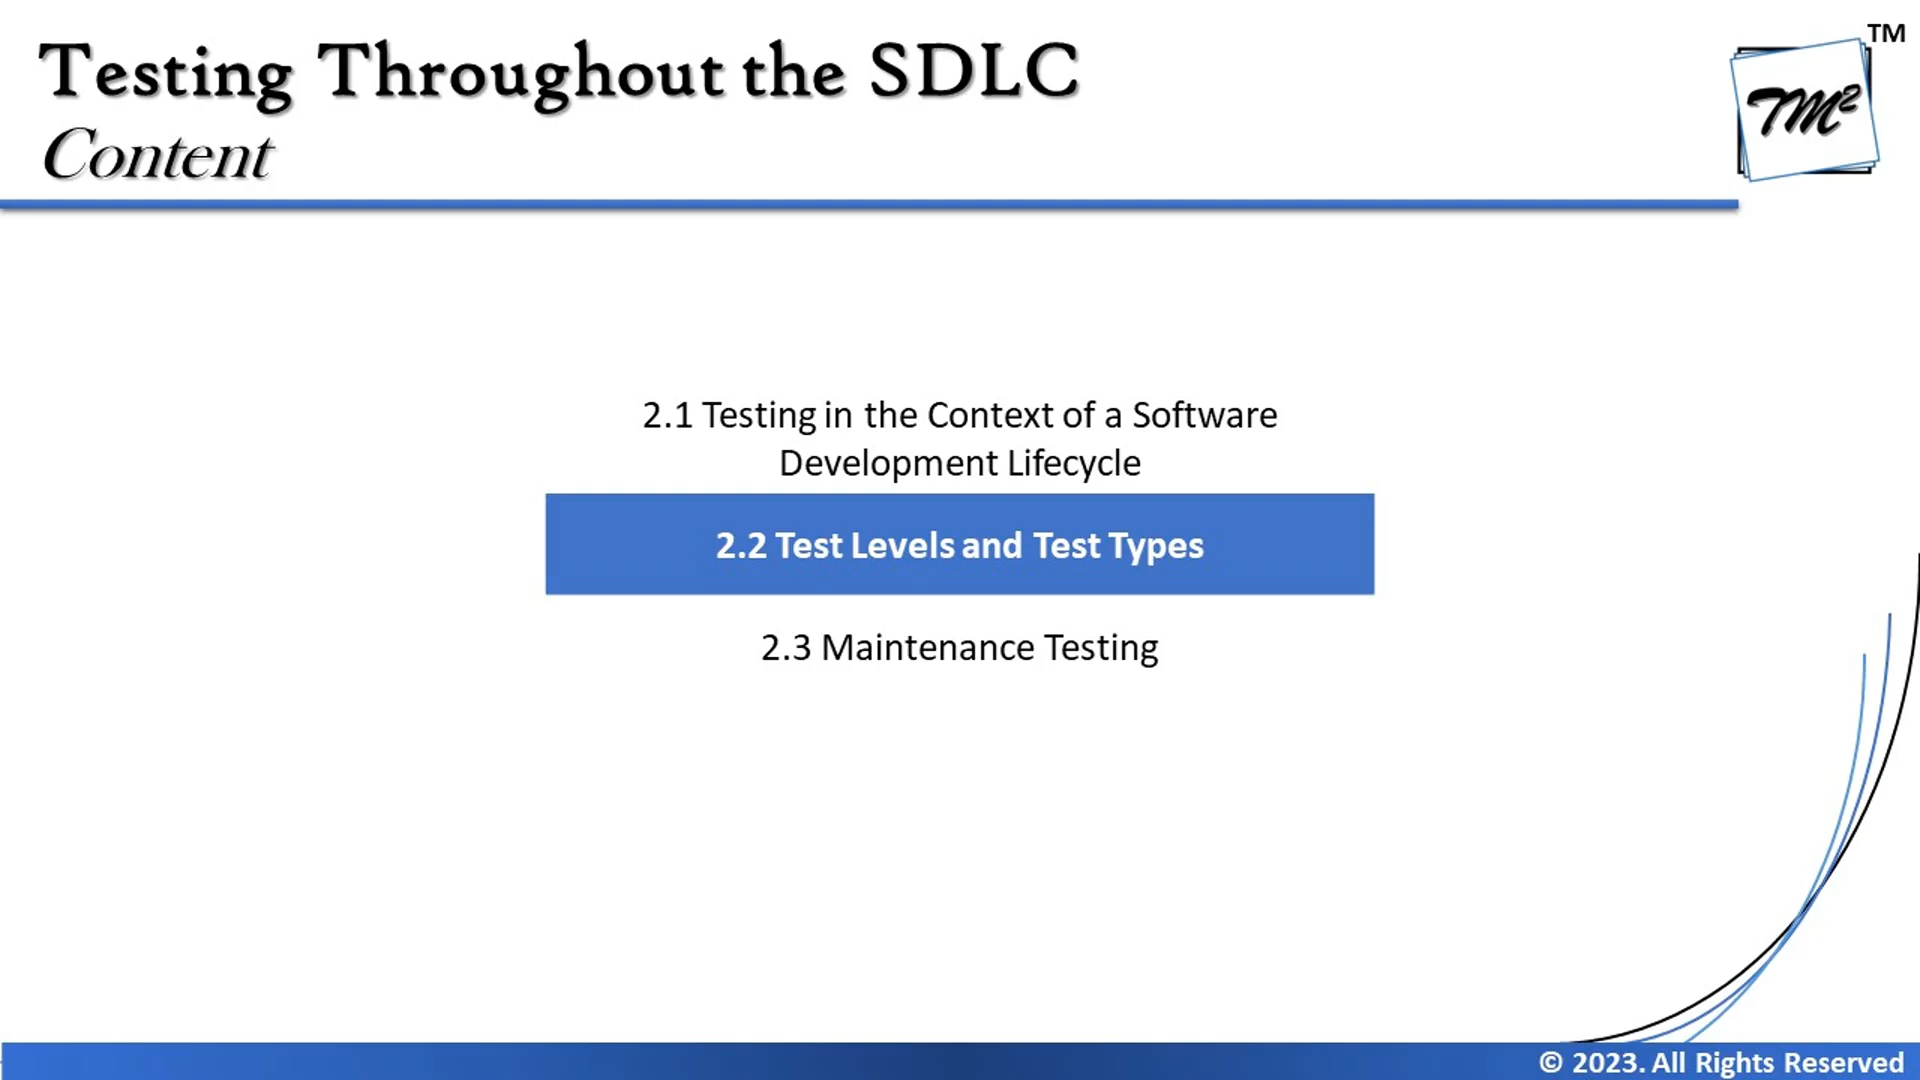 Testing Throughout the SDLC
Content
TM
TM²
2.1 Testing in the Context of a Software
Development Lifecycle
2.2 Test Levels and Test Types
2.3 Maintenance Testing
© 2023. All Rights Reserved